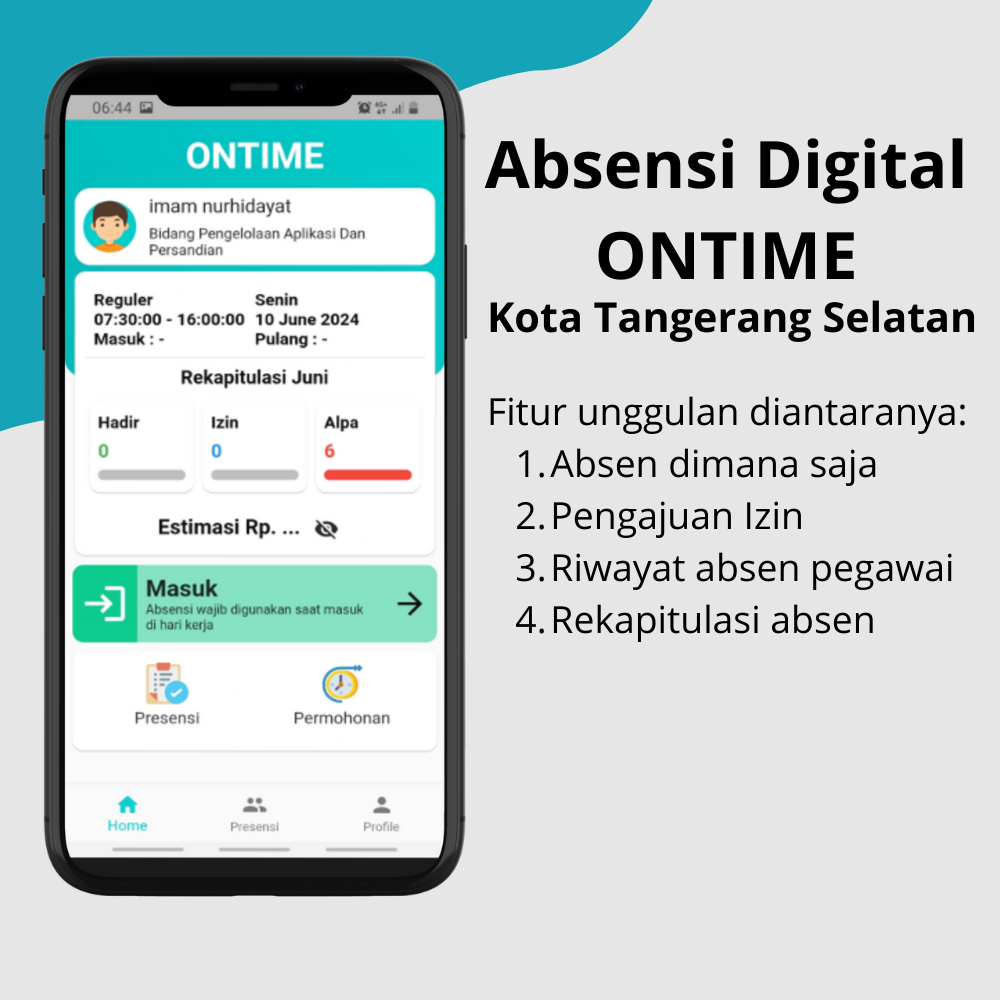 06:44
ONTIME
imam nurhidayat
Bidang Pengelolaan Aplikasi Dan
Persandian
Reguler
07:30:00 - 16:00:00
Masuk : -
Senin
10 June 2024
Pulang : -
Rekapitulasi Juni
Hadir
0
Izin
0
Alpa
6
Estimasi Rp. ...
Masuk
Absensi wajib digunakan saat masuk
di hari kerja
Presensi
Permohonan
Home
Presensi
Profile
Absensi Digital
ONTIME
Kota Tangerang Selatan
Fitur unggulan diantaranya:
1. Absen dimana saja
2. Pengajuan Izin
3. Riwayat absen pegawai
4. Rekapitulasi absen